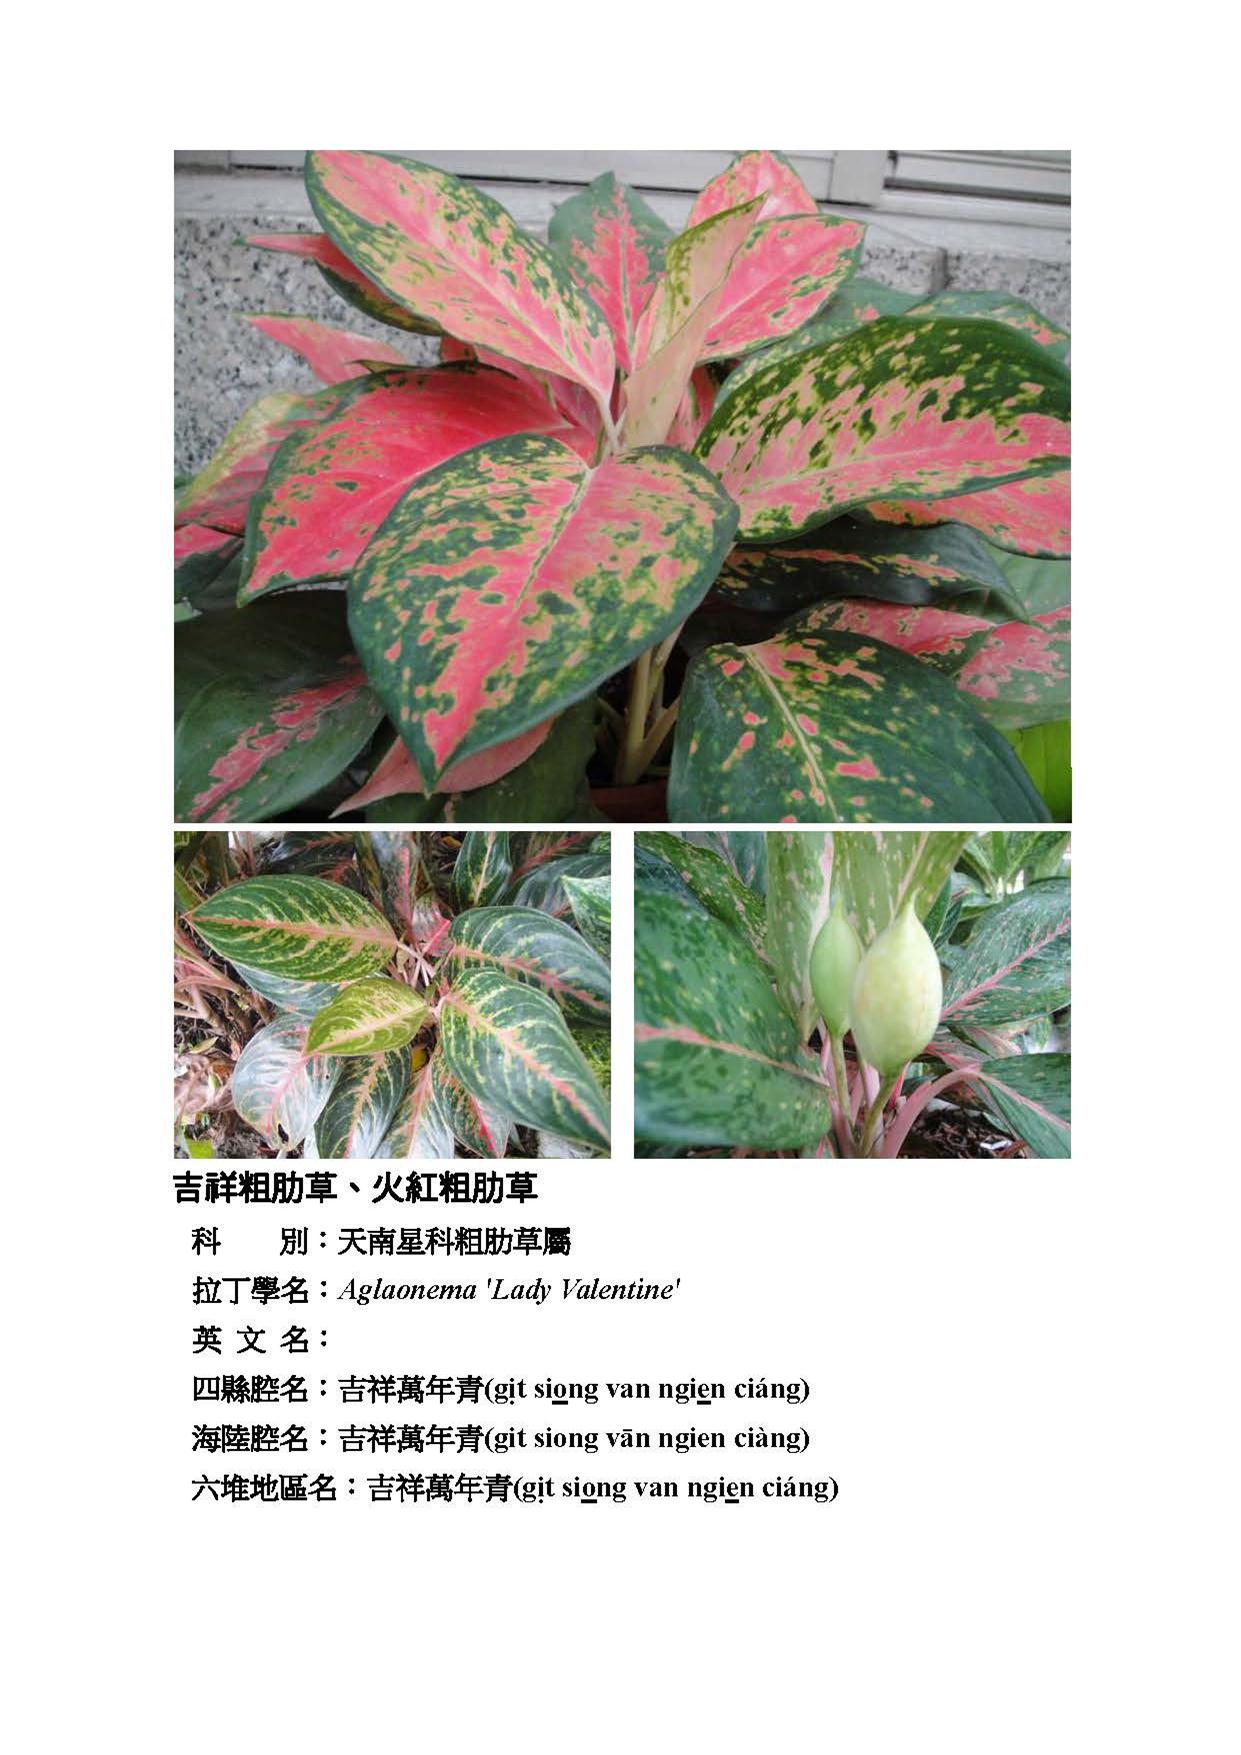 吉祥粗肋草、火紅粗肋草
科　　別：天南星科粗肋草屬
拉丁學名：Aglaonema 'Lady Valentine'
英 文 名：
四縣腔名：吉祥萬年青(gi̩t sio̲ng van ngie̲n ciáng)
海陸腔名：吉祥萬年青(git siong vān ngien ciàng)
六堆地區名：吉祥萬年青(gi̩t sio̲ng van ngie̲n ciáng)